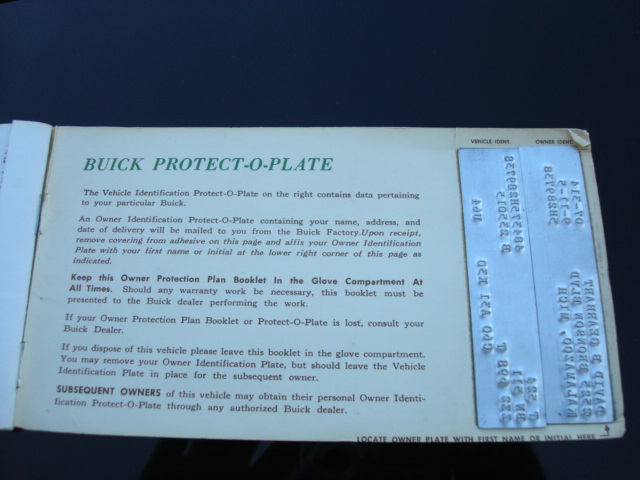 VEHICLE IDENT. OWNER IDENT.
BUICK PROTECT-O-PLATE
The Vehicle Identification Protect-O-Plate on the right contains data pertaining
to your particular Buick.
An Owner Identification Protect-O-Plate containing your name, address, and
date of delivery will be mailed to you from the Buick Factory. Upon receipt,
remove covering from adhesive on this page and affix your Owner Identification
Plate with your first name or initial at the lower right corner of this page as
indicated.
Keep this Owner Protection Plan Booklet In the Glove Compartment At
All Times. Should any warranty work be necessary, this booklet must be
presented to the Buick dealer performing the work.
If your Owner Protection Plan Booklet or Protect-O-Plate is lost, consult your
Buick Dealer.
If you dispose of this vehicle please leave this booklet in the glove compartment.
You may remove your Owner Identification Plate, but should leave the Vehicle
Identification Plate in place for the subsequent owner.
SUBSEQUENT OWNERS of this vehicle may obtain their personal Owner Identi-
fication Protect-O-Plate through any authorized Buick dealer.
LOCATE OWNER PLATE WITH FIRST NAME OR INITIAL HERE